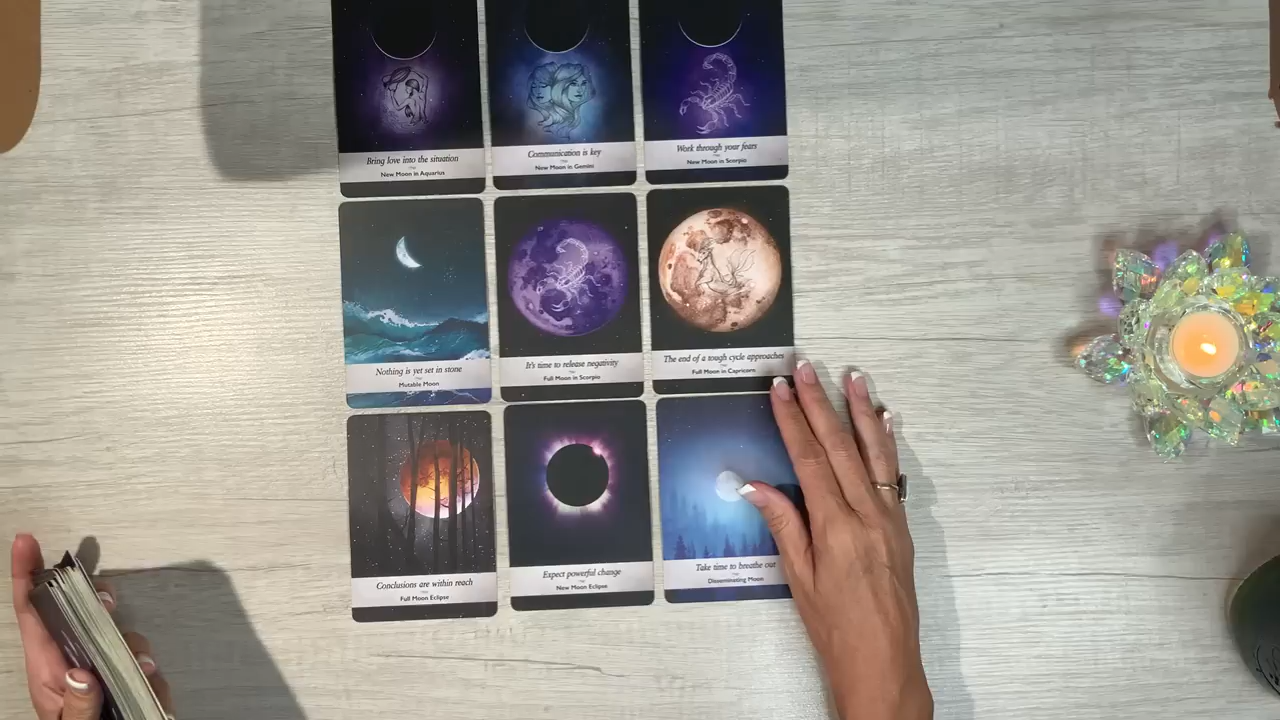 Bring love into the situation
New Moon in Aquarius
Communication is key
New Moon in Gemini
Work through your fears
New Moon in Scorpio
Nothing is yet set in stone
Mutable Moon
It's time to release negativity
Full Moon in Scorpio
The end of a tough cycle approaches
Full Moon in Capricorn
Conclusions are within reach
Full Moon Eclipse
Expect powerful change
New Moon Eclipse
Take time to breathe out
Disseminating Moon